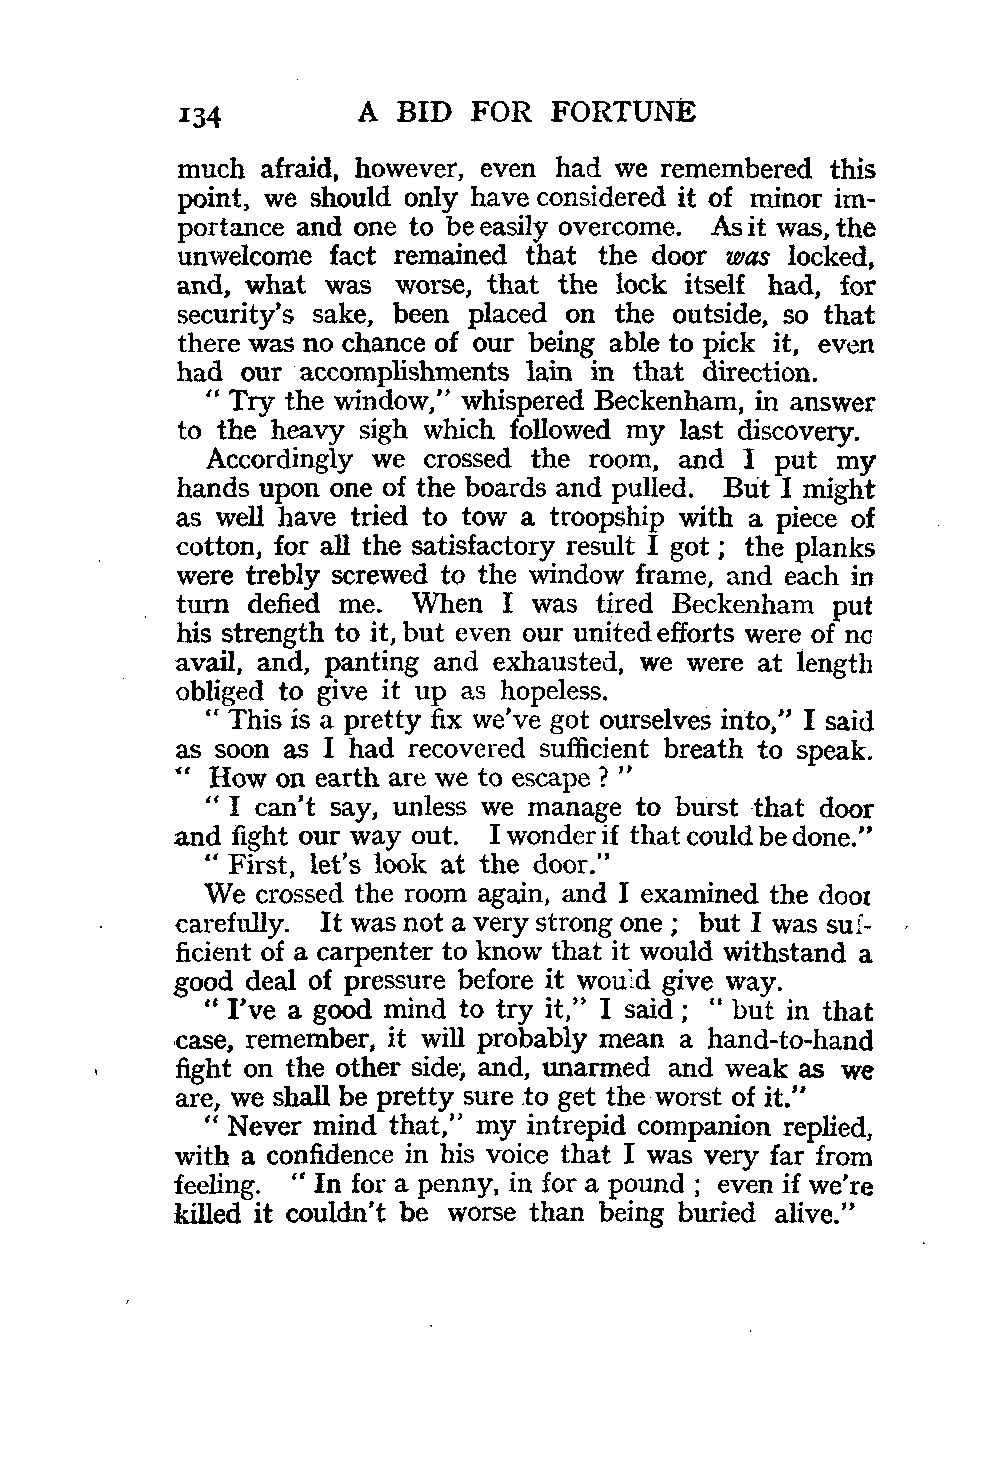 134 A BID FOR FORTUNE
much afraid, however, even had we remembered this
point, we should only have considered it of minor im-
portance and one to be easily overcome. As it was, the
unwelcome fact remained that the door was locked,
and, what was worse, that the lock itself had, for
security's sake, been placed on the outside, so that
there was no chance of our being able to pick it, even
had our accomplishments lain in that direction.
" Try the window," whispered Beckenham, in answer
to the heavy sigh which followed my last discovery.
Accordingly we crossed the room, and I put my
hands upon one of the boards and pulled. But I might
as well have tried to tow a troopship with a piece of
cotton, for all the satisfactory result I got ; the planks
were trebly screwed to the window frame, and each in
turn defied me. When I was tired Beckenham put
his strength to it, but even our united efforts were of no
avail, and, panting and exhausted, we were at length
obliged to give it up as hopeless.
" This is a pretty fix we've got ourselves into," I said
as soon as I had recovered sufficient breath to speak.
" How on earth are we to escape ? "
" I can't say, unless we manage to burst that door
and fight our way out. I wonder if that could be done."
" First, let's look at the door."
We crossed the room again, and I examined the door
carefully. It was not a very strong one ; but I was suf-
ficient of a carpenter to know that it would withstand a
good deal of pressure before it would give way.
" I've a good mind to try it," I said ; " but in that
case, remember, it will probably mean a hand-to-hand
fight on the other side, and, unarmed and weak as we
are, we shall be pretty sure to get the worst of it."
" Never mind that," my intrepid companion replied,
with a confidence in his voice that I was very far from
feeling. " In for a penny, in for a pound ; even if we're
killed it couldn't be worse than being buried alive."